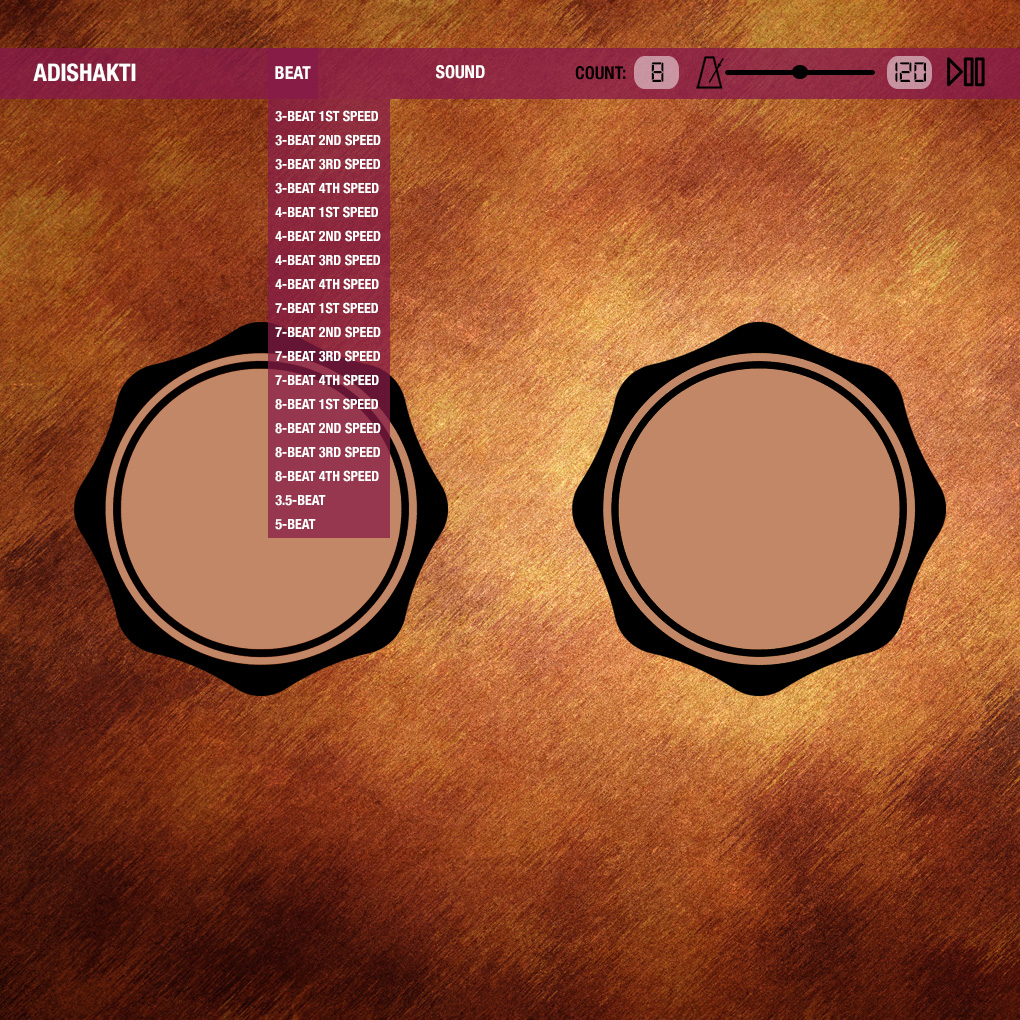 ADISHAKTI BEAT SOUND COUNT: 8 120
3-BEAT 1ST SPEED
3-BEAT 2ND SPEED
3-BEAT 3RD SPEED
3-BEAT 4TH SPEED
4-BEAT 1ST SPEED
4-BEAT 2ND SPEED
4-BEAT 3RD SPEED
4-BEAT 4TH SPEED
7-BEAT 1ST SPEED
7-BEAT 2ND SPEED
7-BEAT 3RD SPEED
7-BEAT 4TH SPEED
8-BEAT 1ST SPEED
8-BEAT 2ND SPEED
8-BEAT 3RD SPEED
8-BEAT 4TH SPEED
3.5-BEAT
5-BEAT